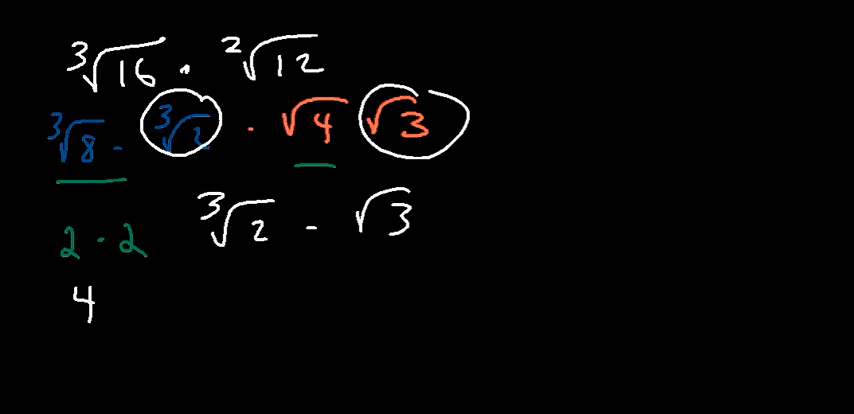 ³√16 · ²√12
³√8 · ³√2 · √4 √3
2 · 2 ³√2 · √3
4